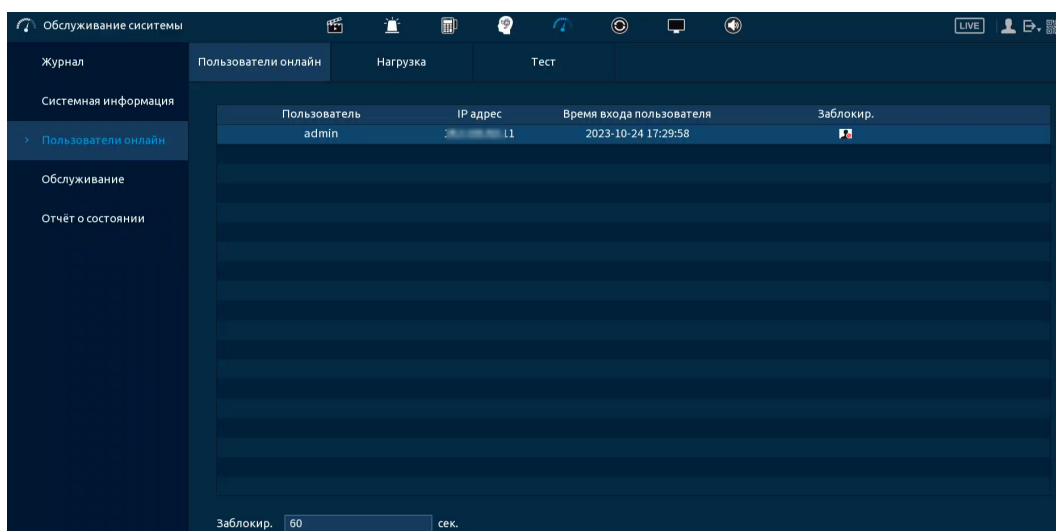 Обслуживание сиситемы
LIVE
Журнал
Системная информация
Пользователи онлайн
Обслуживание
Отчёт о состоянии
Пользователи онлайн Нагрузка Тест
Пользователь IP адрес Время входа пользователя Заблокир.
admin 11 2023-10-24 17:29:58
Заблокир. 60 сек.